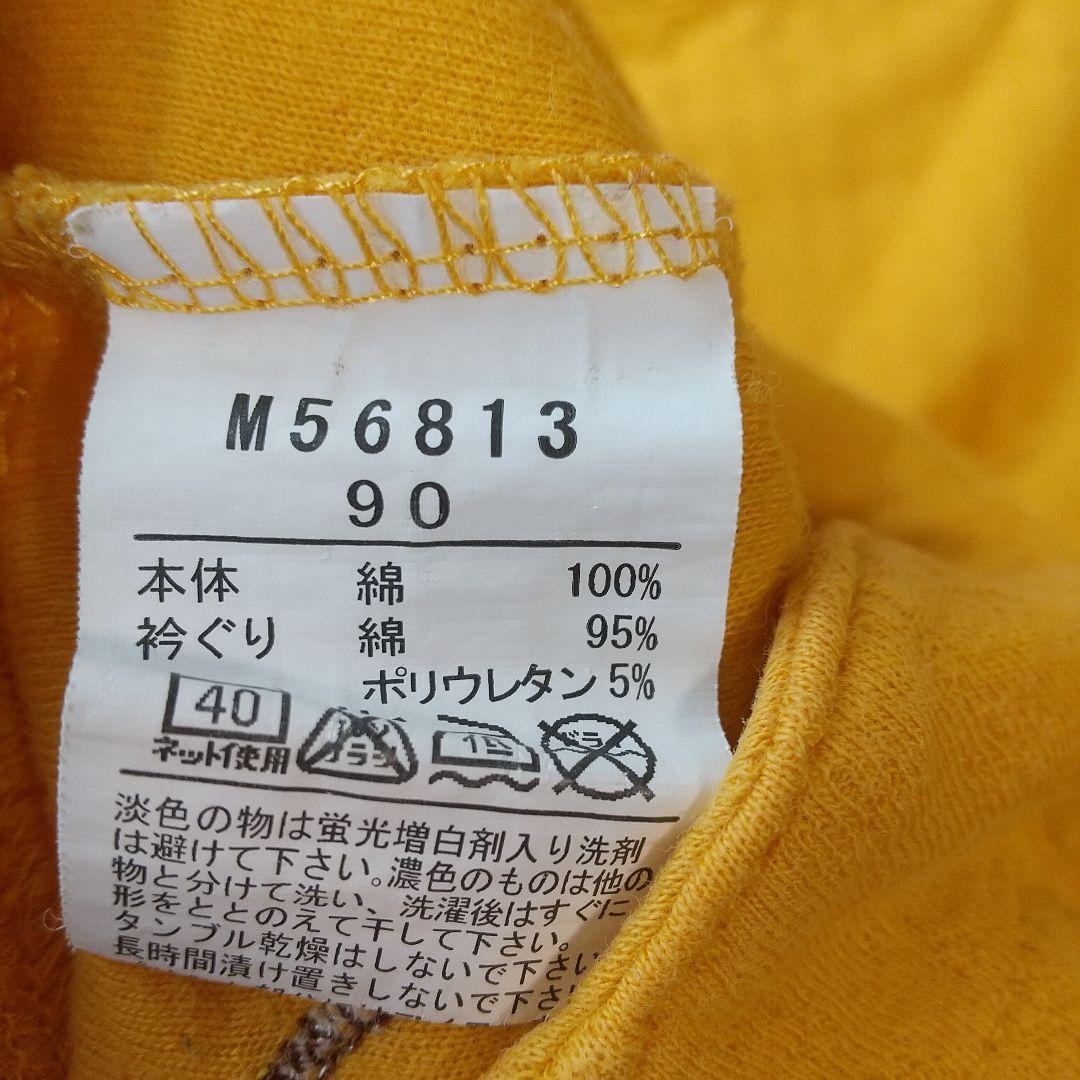 M56813
90
本体 綿 100%
衿ぐり 綿 95%
ポリウレタン 5%
40
ネット使用
淡色の物は蛍光増白剤入り洗剤
は避けて下さい。濃色のものは他の
物と分けて洗い、洗濯後はすぐに
形をととのえて干して下さい。
タンブル乾燥はしないで下さい
長時間漬け置きしないで下さ